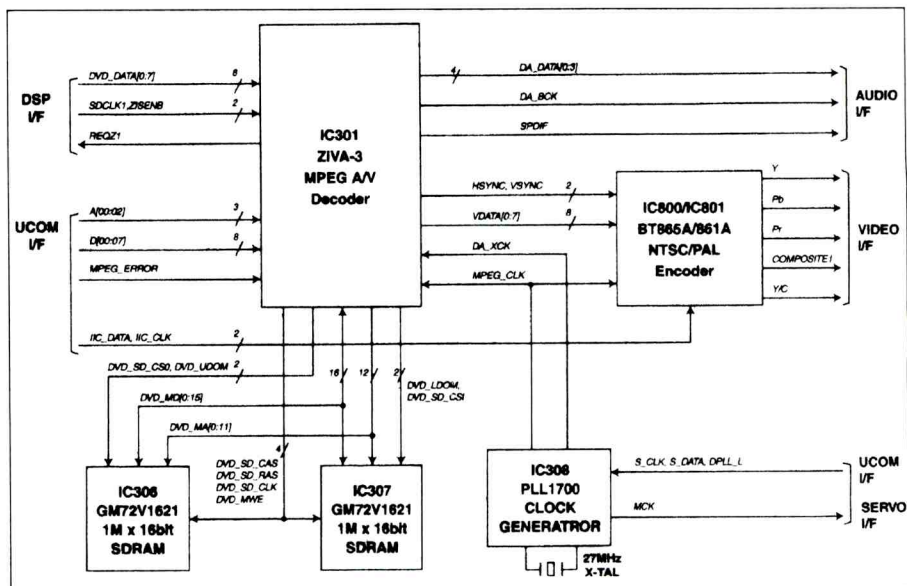 DSP
I/F
DVD_DATA[0:7]
8
SDCLK1,ZISENB
2
REQZ1
UCOM
I/F
A[00:02]
3
D[00:07]
8
MPEG_ERROR
IIC_DATA, IIC_CLK
2
IC301
ZIVA-3
MPEG A/V
Decoder
4
DA_DATA[0:3]
DA_BCK
SPDIF
AUDIO
I/F
HSYNC, VSYNC
2
VDATA[0:7]
8
DA_XCK
MPEG_CLK
IC800/IC801
BT865A/861A
NTSC/PAL
Encoder
Y
Pb
Pr
COMPOSITE1
Y/C
VIDEO
I/F
DVD_SD_CS0, DVD_UDOM
2
DVD_MD[0:15]
DVD_MA[0:11]
16
12
2
DVD_LDOM,
DVD_SD_CSI
4
DVD_SD_CAS
DVD_SD_RAS
DVD_SD_CLK
DVD_MWE
IC306
GM72V1621
1M x 16bit
SDRAM
IC307
GM72V1621
1M x 16bit
SDRAM
IC308
PLL1700
CLOCK
GENERATROR
S_CLK, S_DATA, DPLL_L
UCOM
I/F
MCK
SERVO
I/F
27MHz
X-TAL